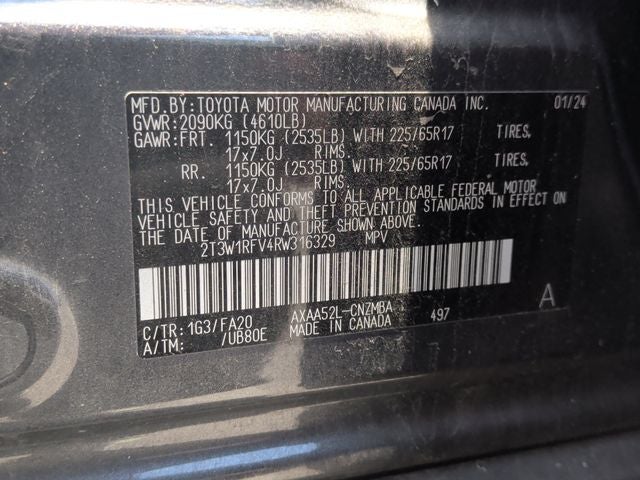 MFD.BY:TOYOTA MOTOR MANUFACTURING CANADA INC. 01/24
GVWR:2090KG (4610LB)
GAWR:FRT. 1150KG (2535LB) WITH 225/65R17 TIRES.
17x7.0J RIMS.
RR. 1150KG (2535LB) WITH 225/65R17 TIRES.
17x7.0J RIMS.
THIS VEHICLE CONFORMS TO ALL APPLICABLE FEDERAL MOTOR
VEHICLE SAFETY AND THEFT PREVENTION STANDARDS IN EFFECT ON
THE DATE OF MANUFACTURE SHOWN ABOVE.
2T3W1RFV4RW316329 MPV
C/TR: 1G3/FA20 AXAA52L-CNZMBA 497 A
A/TM: /UB80E MADE IN CANADA